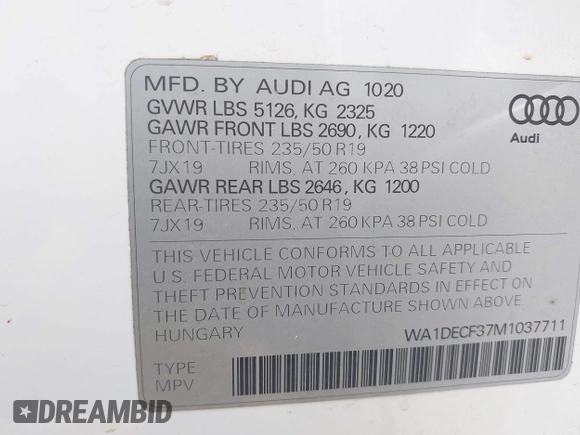 MFD. BY AUDI AG 1020
GVWR LBS 5126, KG 2325
GAWR FRONT LBS 2690, KG 1220
FRONT-TIRES 235/50 R19
7JX19 RIMS, AT 260 KPA 38 PSI COLD
GAWR REAR LBS 2646, KG 1200
REAR-TIRES 235/50 R19
7JX19 RIMS, AT 260 KPA 38 PSI COLD
Audi
THIS VEHICLE CONFORMS TO ALL APPLICABLE
U.S. FEDERAL MOTOR VEHICLE SAFETY AND
THEFT PREVENTION STANDARDS IN EFFECT ON
THE DATE OF MANUFACTURE SHOWN ABOVE.
HUNGARY
WA1DECF37M1037711
TYPE
MPV
DREAMBID